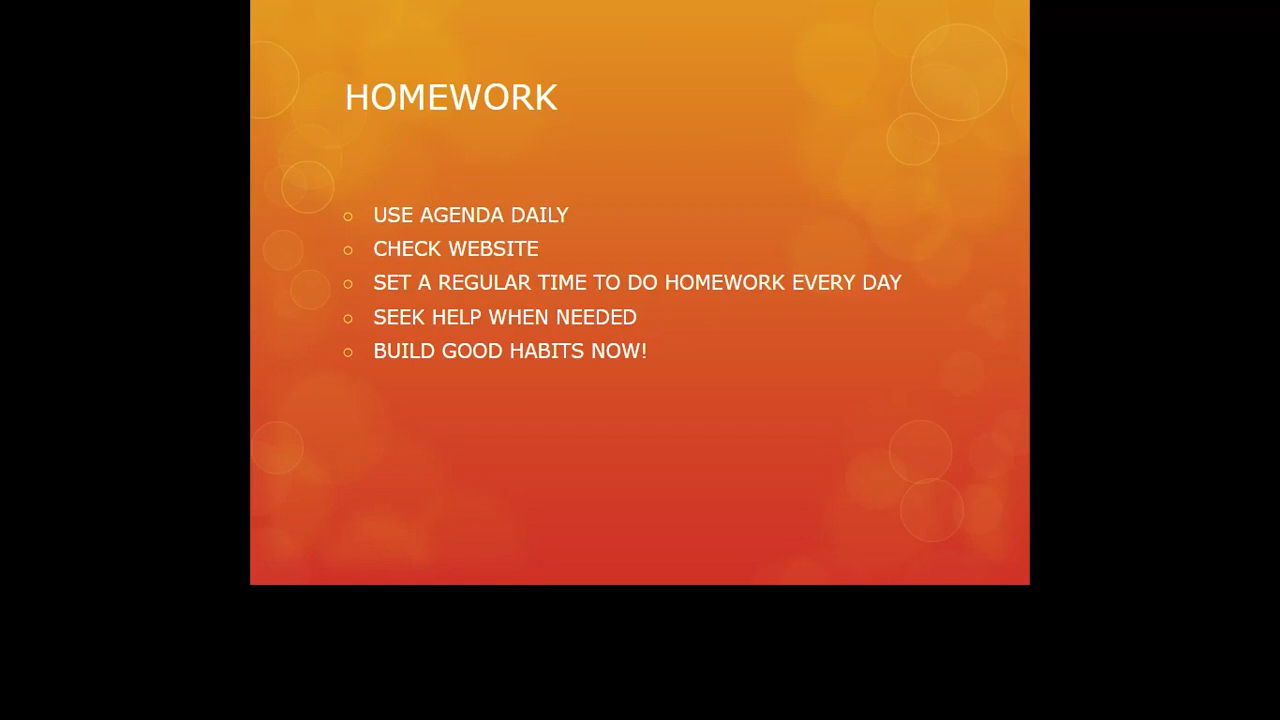 HOMEWORK
USE AGENDA DAILY
CHECK WEBSITE
SET A REGULAR TIME TO DO HOMEWORK EVERY DAY
SEEK HELP WHEN NEEDED
BUILD GOOD HABITS NOW!